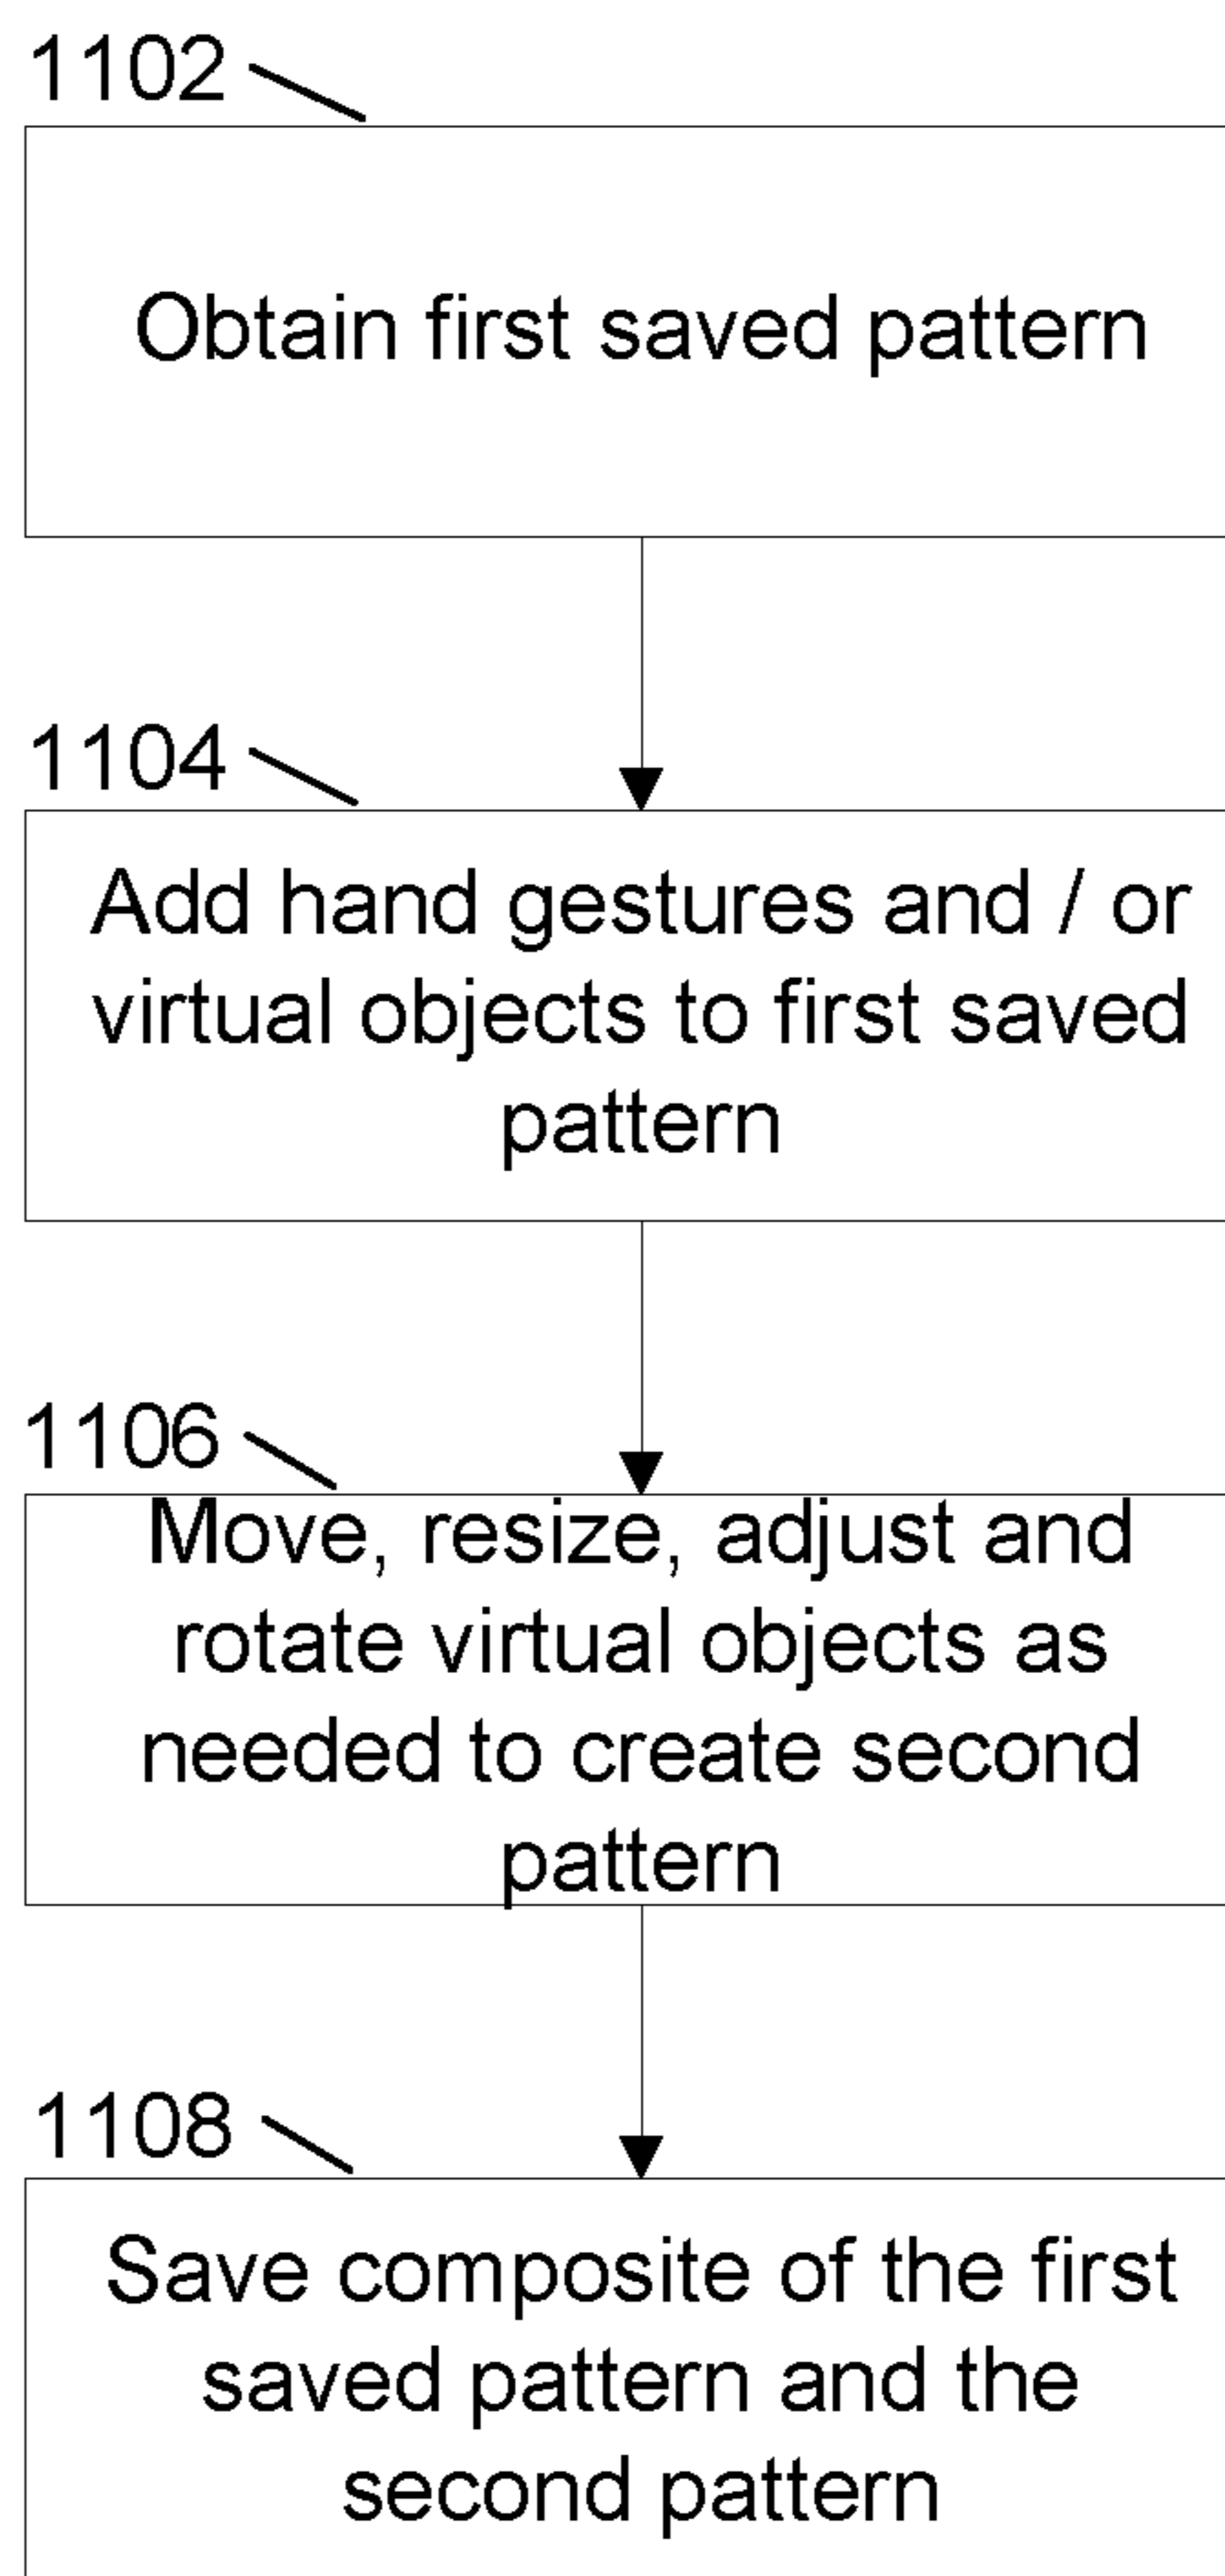 1102
Obtain first saved pattern
1104
Add hand gestures and / or
virtual objects to first saved
pattern
1106
Move, resize, adjust and
rotate virtual objects as
needed to create second
pattern
1108
Save composite of the first
saved pattern and the
second pattern